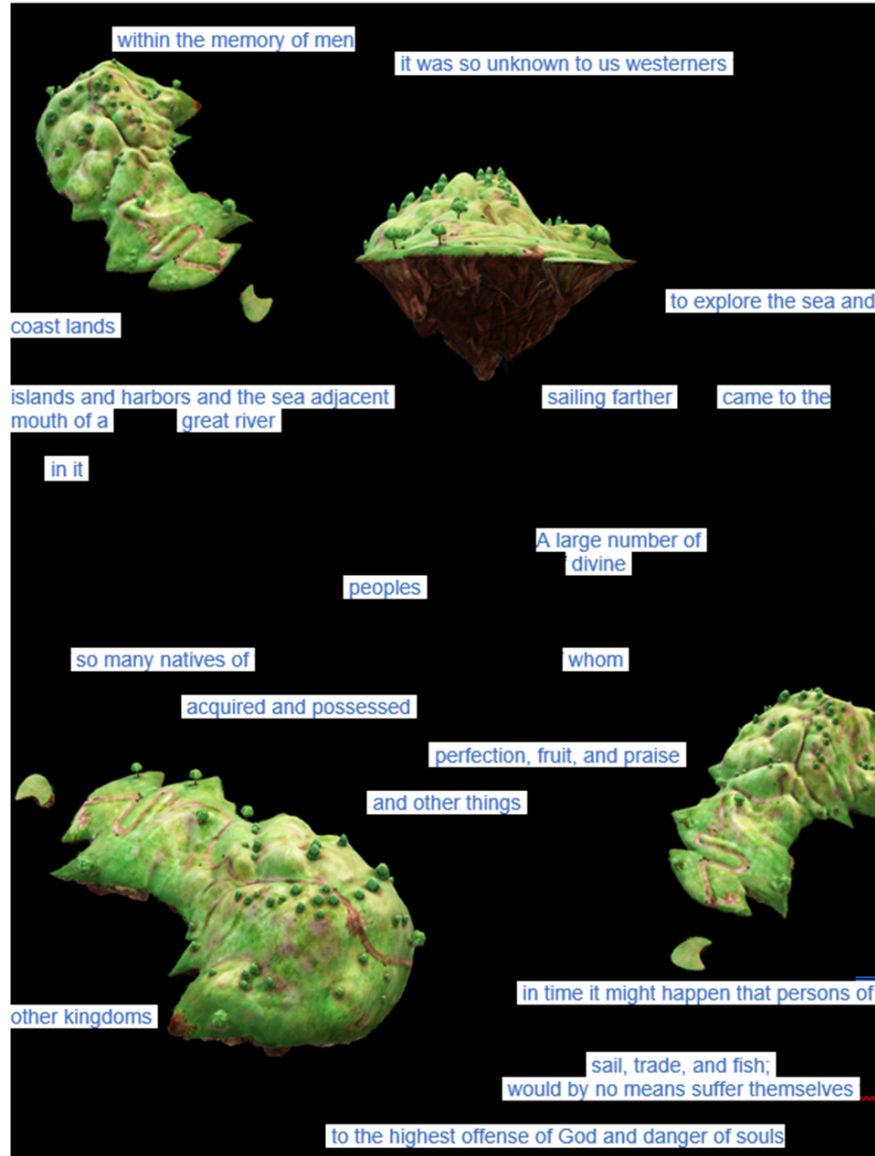 within the memory of men
it was so unknown to us westerners
to explore the sea and
coast lands
islands and harbors and the sea adjacent sailing farther came to the
mouth of a great river
in it
A large number of
divine
peoples
so many natives of whom
acquired and possessed
perfection, fruit, and praise
and other things
in time it might happen that persons of
other kingdoms
sail, trade, and fish;
would by no means suffer themselves
to the highest offense of God and danger of souls